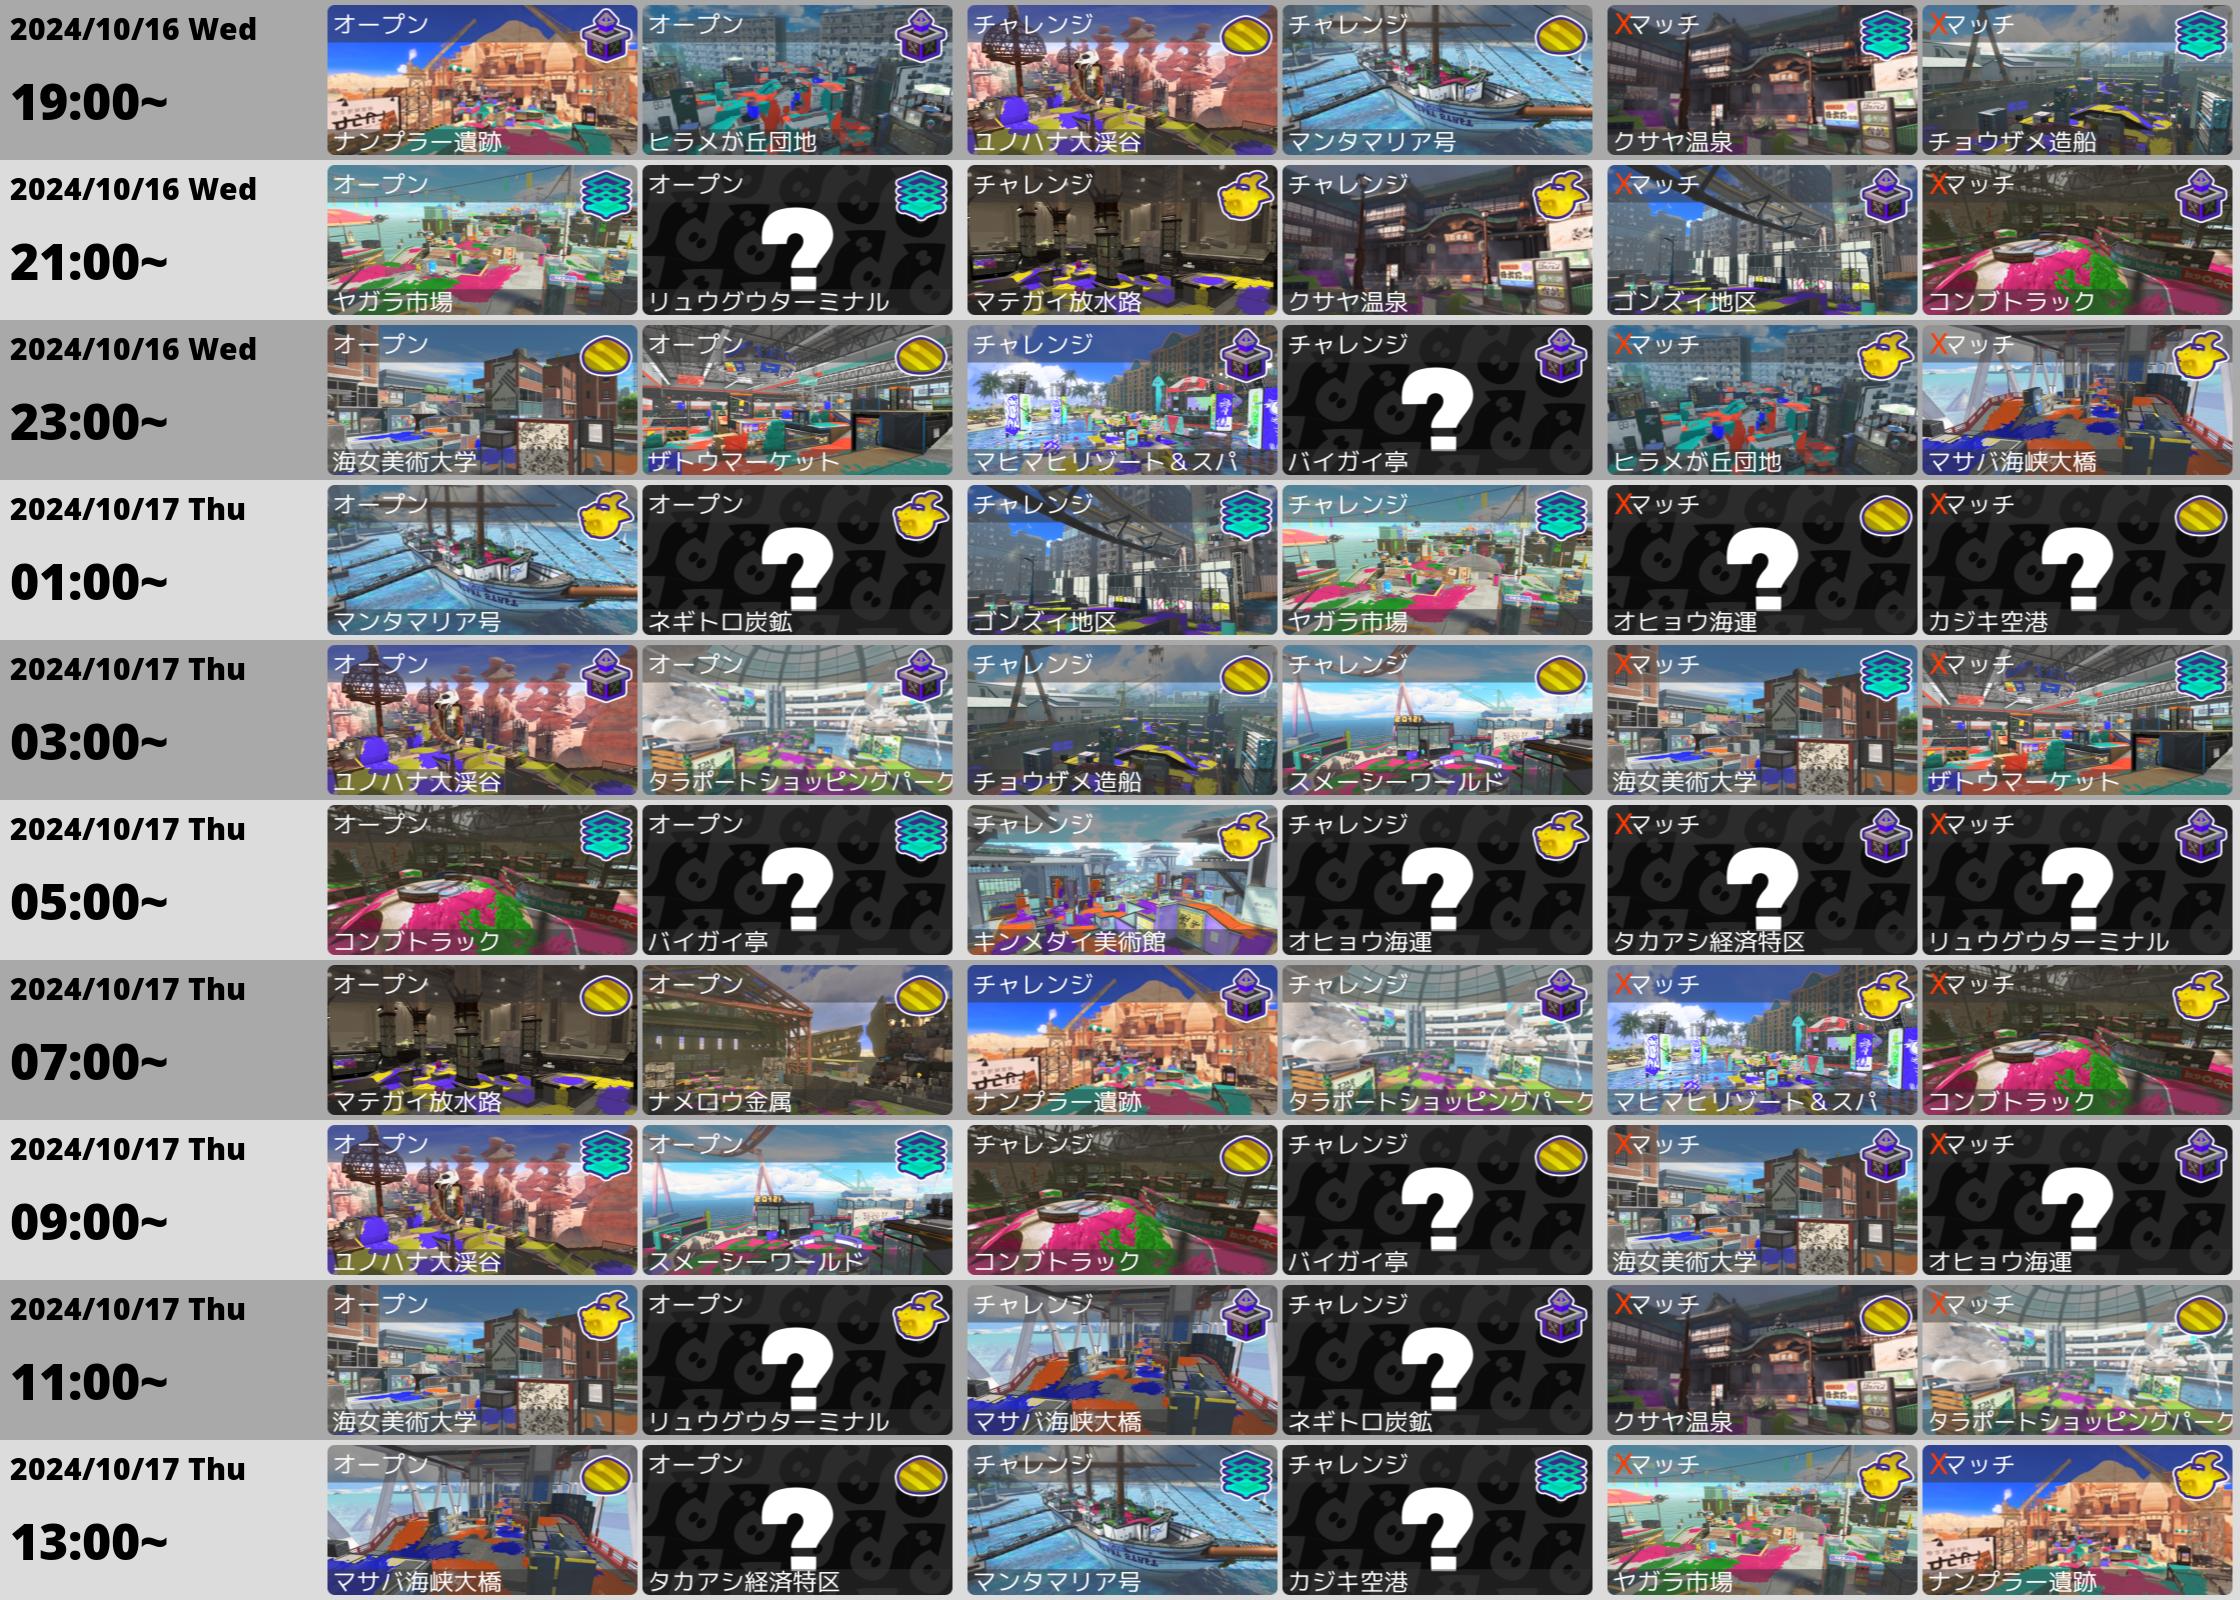 2024/10/16 Wed
19:00~
オープン
ナンプラー遺跡
オープン
ヒラメが丘団地
チャレンジ
ユノハナ大渓谷
チャレンジ
マンタマリア号
Xマッチ
クサヤ温泉
Xマッチ
チョウザメ造船
2024/10/16 Wed
21:00~
オープン
ヤガラ市場
オープン
?
リュウグウターミナル
チャレンジ
マテガイ放水路
チャレンジ
クサヤ温泉
Xマッチ
ゴンズイ地区
Xマッチ
コンブトラック
2024/10/16 Wed
23:00~
オープン
海女美術大学
オープン
ザトウマーケット
チャレンジ
マヒマヒリゾート&スパ
チャレンジ
?
バイガイ亭
Xマッチ
ヒラメが丘団地
Xマッチ
マサバ海峡大橋
2024/10/17 Thu
01:00~
オープン
マンタマリア号
オープン
?
ネギトロ炭鉱
チャレンジ
ゴンズイ地区
チャレンジ
ヤガラ市場
Xマッチ
?
オヒョウ海運
Xマッチ
?
カジキ空港
2024/10/17 Thu
03:00~
オープン
ユノハナ大渓谷
オープン
タラポートショッピングパーク
チャレンジ
チョウザメ造船
チャレンジ
スメーシーワールド
Xマッチ
海女美術大学
Xマッチ
ザトウマーケット
2024/10/17 Thu
05:00~
オープン
コンブトラック
オープン
?
バイガイ亭
チャレンジ
キンメダイ美術館
チャレンジ
?
オヒョウ海運
Xマッチ
?
タカアシ経済特区
Xマッチ
?
リュウグウターミナル
2024/10/17 Thu
07:00~
オープン
マテガイ放水路
オープン
ナメロウ金属
チャレンジ
ナンプラー遺跡
チャレンジ
タラポートショッピングパーク
Xマッチ
マヒマヒリゾート&スパ
Xマッチ
コンブトラック
2024/10/17 Thu
09:00~
オープン
ユノハナ大渓谷
オープン
スメーシーワールド
チャレンジ
コンブトラック
チャレンジ
?
バイガイ亭
Xマッチ
海女美術大学
Xマッチ
?
オヒョウ海運
2024/10/17 Thu
11:00~
オープン
海女美術大学
オープン
?
リュウグウターミナル
チャレンジ
マサバ海峡大橋
チャレンジ
?
ネギトロ炭鉱
Xマッチ
クサヤ温泉
Xマッチ
タラポートショッピングパーク
2024/10/17 Thu
13:00~
オープン
マサバ海峡大橋
オープン
?
タカアシ経済特区
チャレンジ
マンタマリア号
チャレンジ
?
カジキ空港
Xマッチ
ヤガラ市場
Xマッチ
ナンプラー遺跡